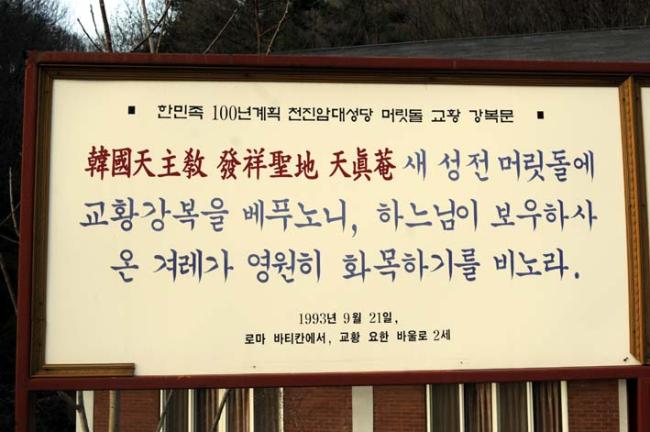 ■ 한민족 100년계획 천진암대성당 머릿돌 교황 강복문 ■
韓國天主敎 發祥聖地 天眞菴 새 성전 머릿돌에
교황강복을 베푸노니, 하느님이 보우하사
온 겨레가 영원히 화목하기를 비노라.
1993년 9월 21일,
로마 바티칸에서, 교황 요한 바울로 2세